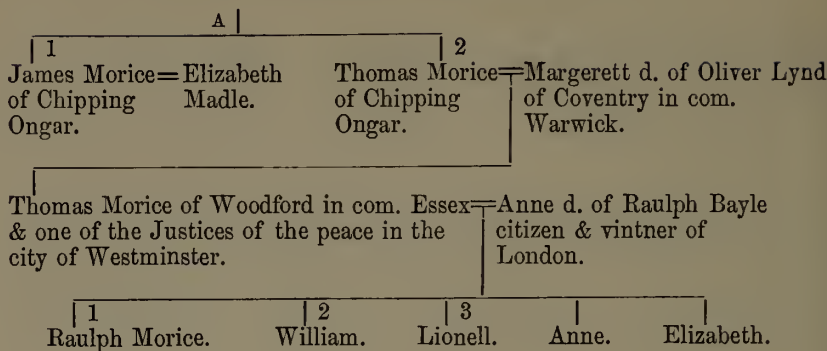 A
1
2
James Morice=Elizabeth
of Chipping Madle.
Ongar.
Thomas Morice=Margerett d. of Oliver Lynd
of Chipping of Coventry in com.
Ongar. Warwick.
Thomas Morice of Woodford in com. Essex=Anne d. of Raulph Bayle
& one of the Justices of the peace in the citizen & vintner of
city of Westminster. London.
1 2 3
Raulph Morice. William. Lionell. Anne. Elizabeth.